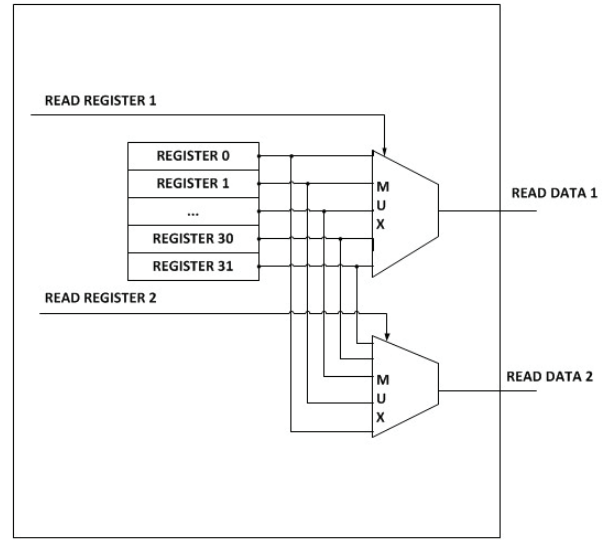 READ REGISTER 1
REGISTER 0
REGISTER 1
...
REGISTER 30
REGISTER 31
M
U
X
READ DATA 1
READ REGISTER 2
M
U
X
READ DATA 2